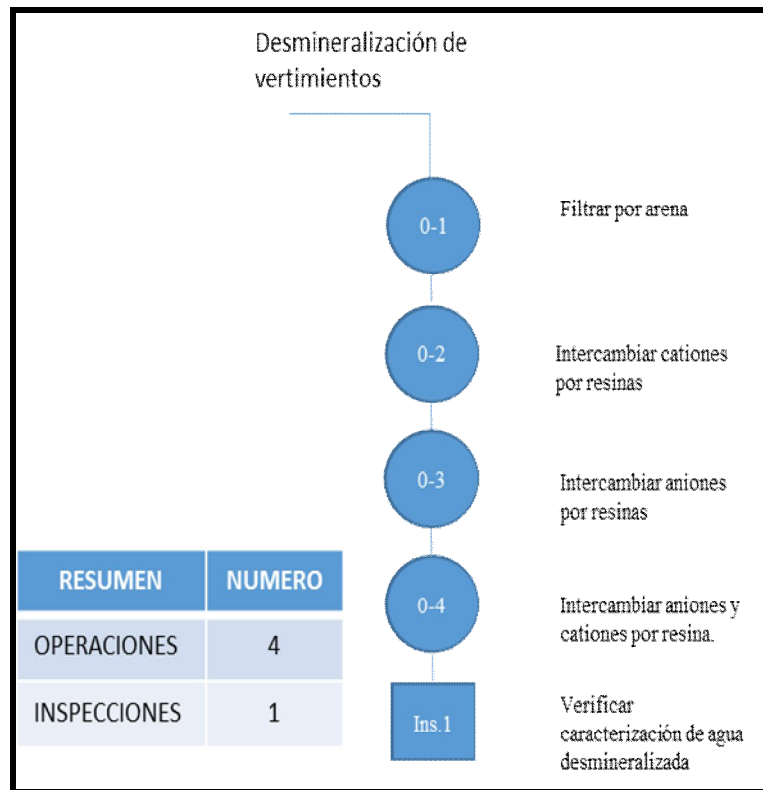 Desmineralización de
vertimientos
0-1
Filtrar por arena
0-2
Intercambiar cationes
por resinas
0-3
Intercambiar aniones
por resinas
0-4
Intercambiar aniones y
cationes por resina.
Ins.1
Verificar
caracterización de agua
desmineralizada
RESUMEN NUMERO
OPERACIONES 4
INSPECCIONES 1